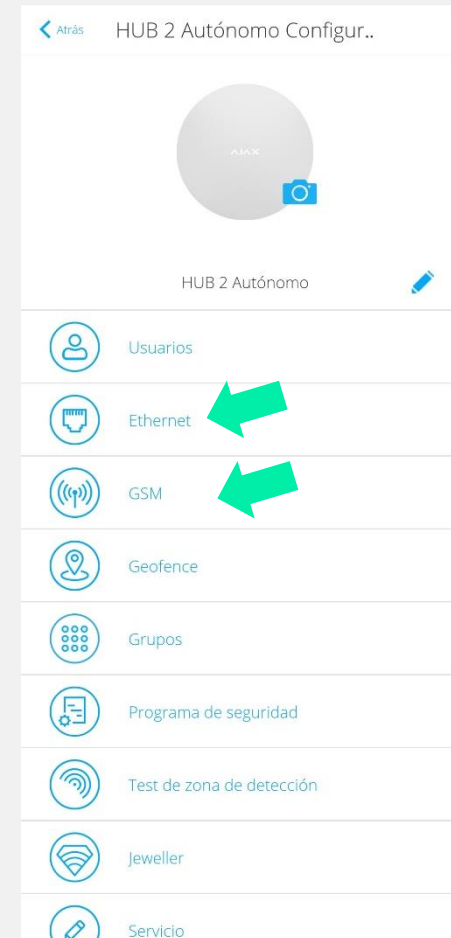 Atrás HUB 2 Autónomo Configur..
AJAX
HUB 2 Autónomo
Usuarios
Ethernet
GSM
Geofence
Grupos
Programa de seguridad
Test de zona de detección
Jeweller
Servicio